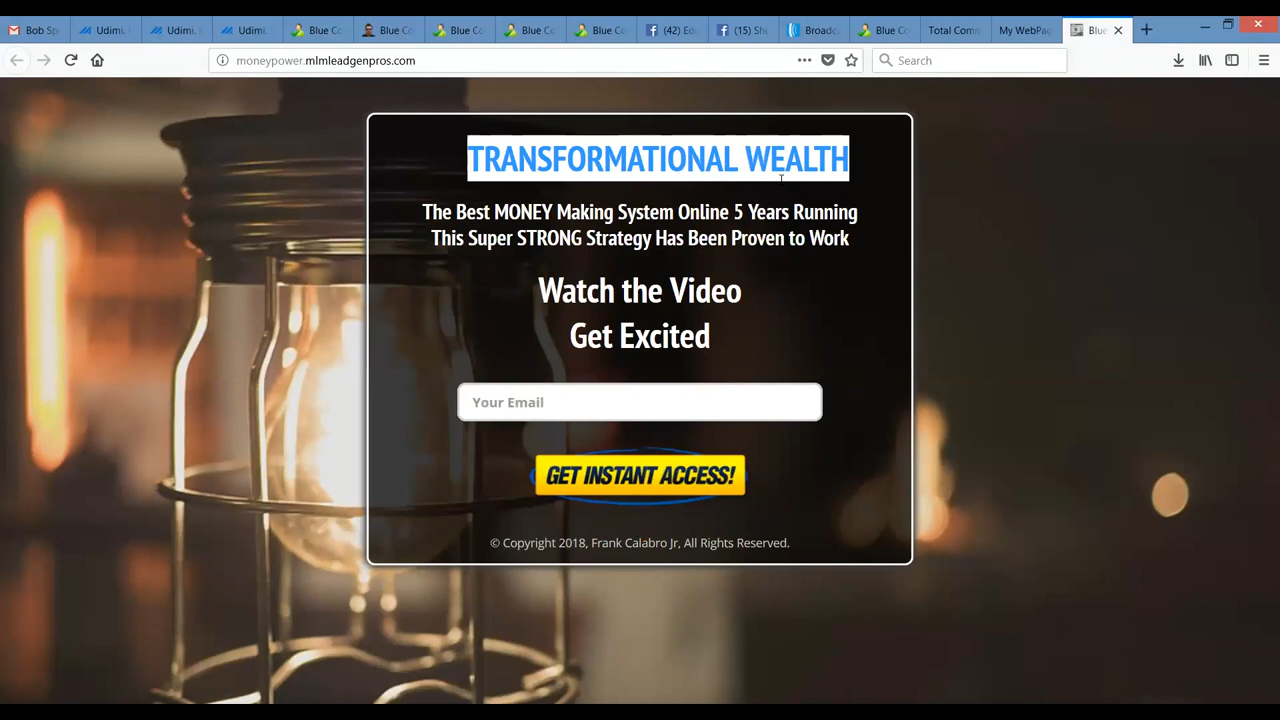 Bob Sp
Udimi.
Udimi.
Udimi.
Blue Co
Blue Co
Blue Co
Blue Co
Blue Co
(42) Ed
(15) Sh
Broadc
Blue Co
Total Com
My WebPag
Blue
moneypower.mlmleadgenpros.com
Search
TRANSFORMATIONAL WEALTH
The Best MONEY Making System Online 5 Years Running
This Super STRONG Strategy Has Been Proven to Work
Watch the Video
Get Excited
Your Email
GET INSTANT ACCESS!
© Copyright 2018, Frank Calabro Jr, All Rights Reserved.